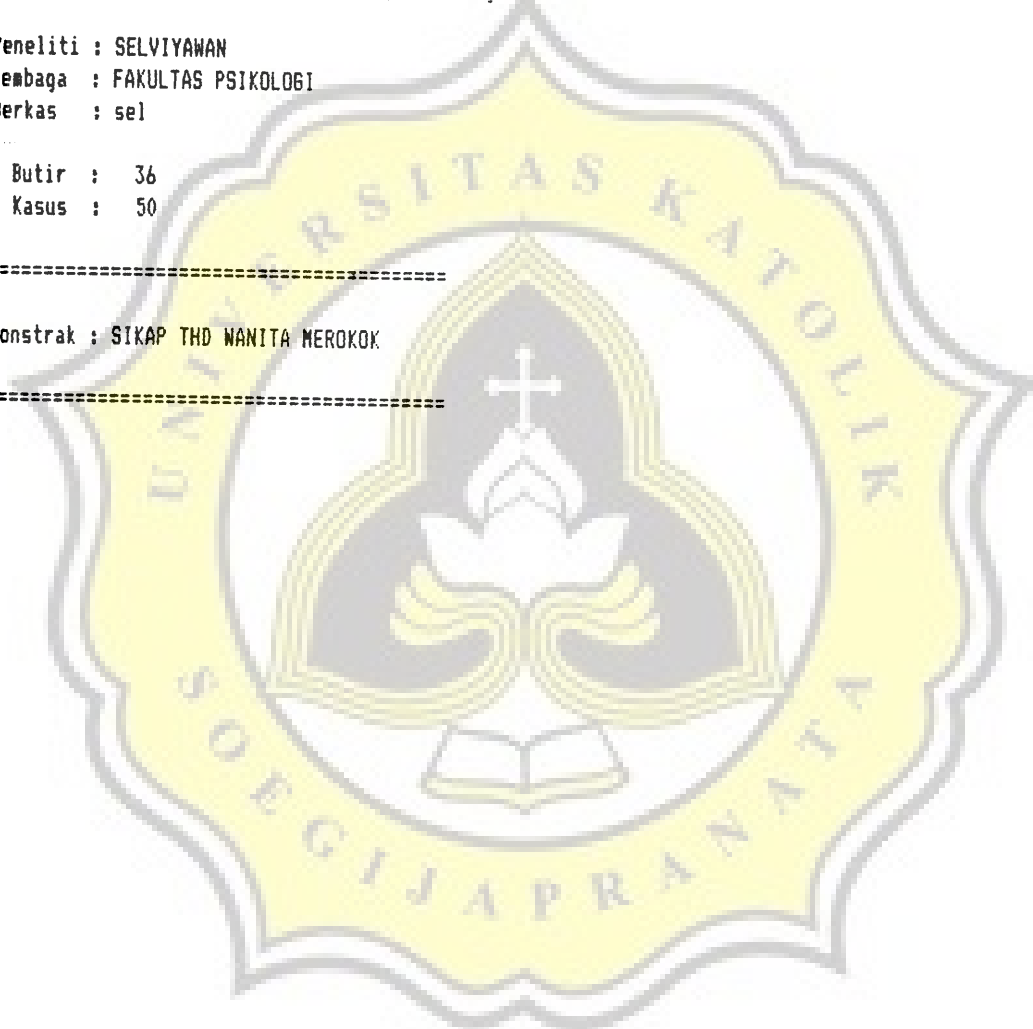 eneliti : SELVIYAWAN
embaga : FAKULTAS PSIKOLOGI
erkas : sel
Butir : 36
Kasus : 50
=========================================
onstrak : SIKAP THD WANITA MEROKOK
=========================================
UNIVERSITAS KATOLIK
SOEGIJAPRANATA